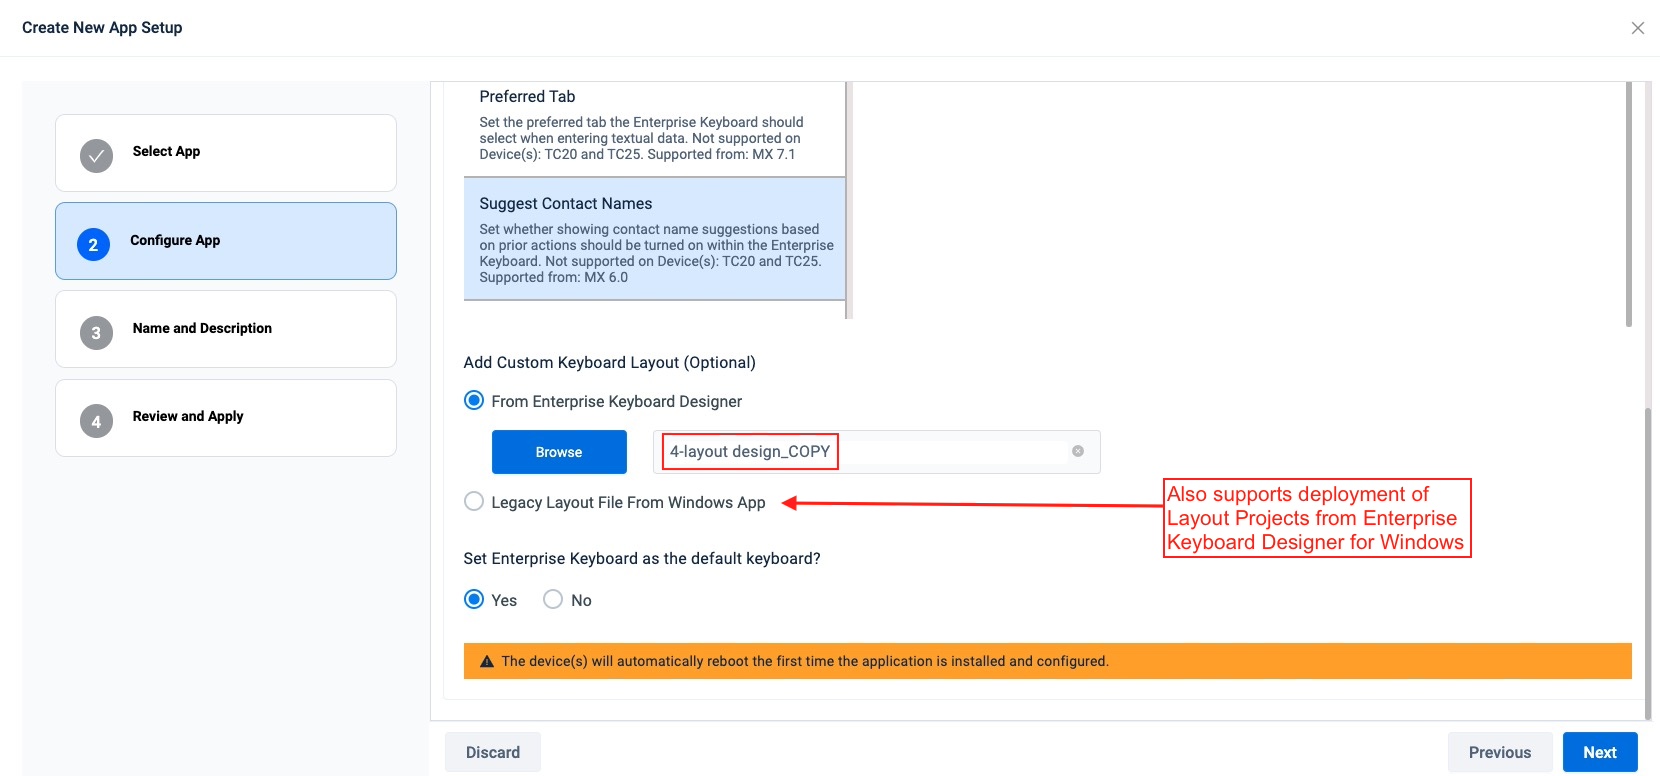 Create New App Setup
Select App
2
Configure App
3
Name and Description
4
Review and Apply
Preferred Tab
Set the preferred tab the Enterprise Keyboard should
select when entering textual data. Not supported on
Device(s): TC20 and TC25. Supported from: MX 7.1
Suggest Contact Names
Set whether showing contact name suggestions based
on prior actions should be turned on within the Enterprise
Keyboard. Not supported on Device(s): TC20 and TC25.
Supported from: MX 6.0
Add Custom Keyboard Layout (Optional)
From Enterprise Keyboard Designer
Browse
4-layout design_COPY
Legacy Layout File From Windows App
Also supports deployment of
Layout Projects from Enterprise
Keyboard Designer for Windows
Set Enterprise Keyboard as the default keyboard?
Yes
No
The device(s) will automatically reboot the first time the application is installed and configured.
Discard
Previous
Next